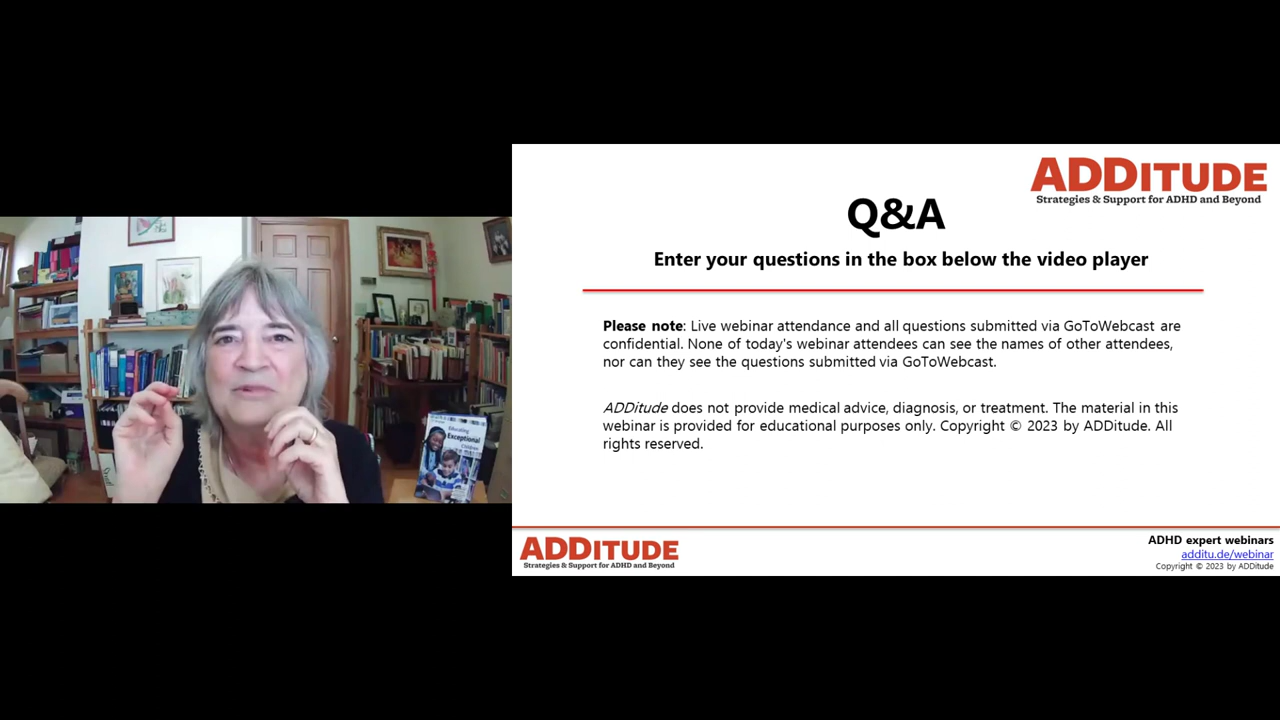 Educating
Exceptional
Children
ADDITUDE
Strategies & Support for ADHD and Beyond
Q&A
Enter your questions in the box below the video player
Please note: Live webinar attendance and all questions submitted via GoToWebcast are
confidential. None of today's webinar attendees can see the names of other attendees,
nor can they see the questions submitted via GoToWebcast.
ADDitude does not provide medical advice, diagnosis, or treatment. The material in this
webinar is provided for educational purposes only. Copyright © 2023 by ADDitude. All
rights reserved.
ADDITUDE
Strategies & Support for ADHD and Beyond
ADHD expert webinars
additu.de/webinar
Copyright © 2023 by ADDitude